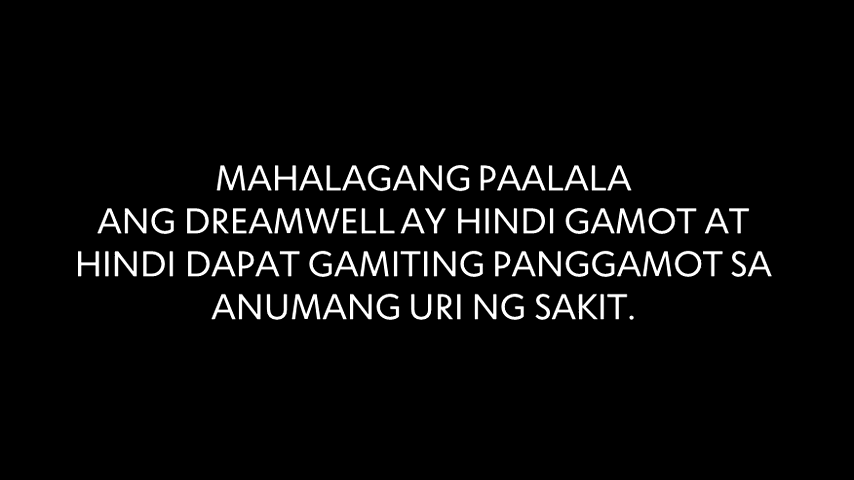 MAHALAGANG PAALALA
ANG DREAMWELL AY HINDI GAMOT AT
HINDI DAPAT GAMITING PANGGAMOT SA
ANUMANG URI NG SAKIT.